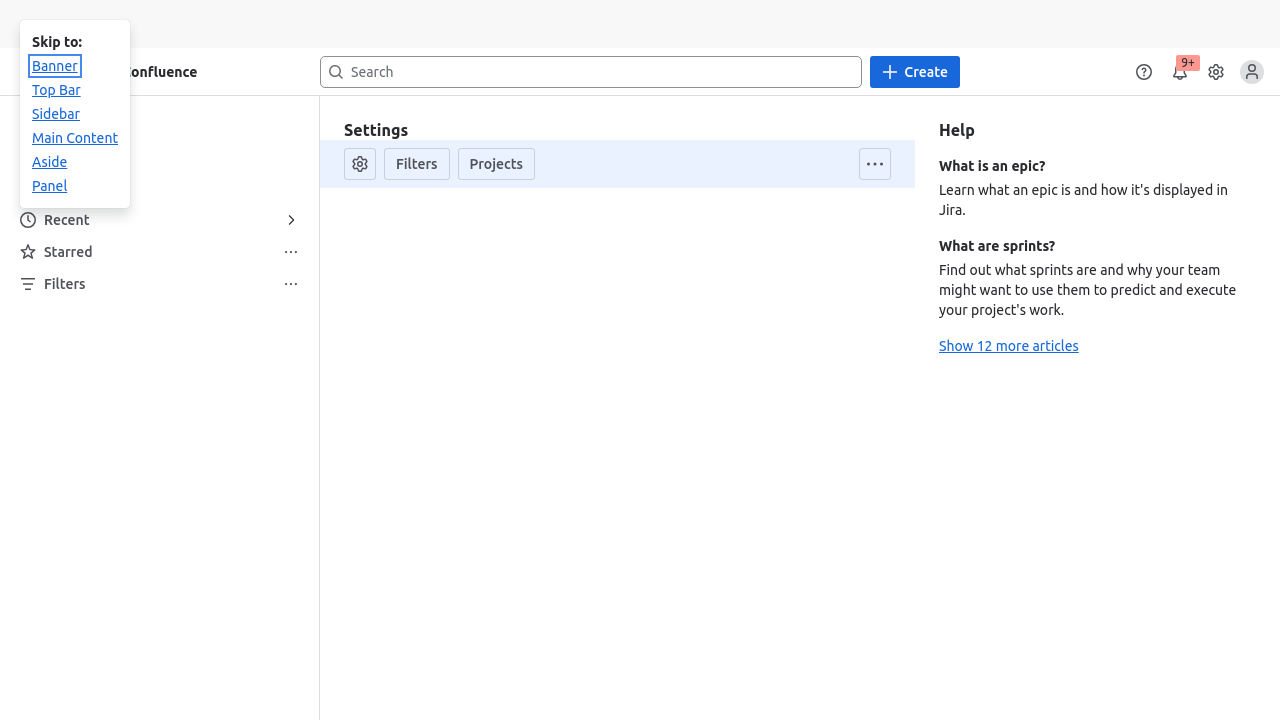 Skip to:
Banner
Top Bar
Sidebar
Main Content
Aside
Panel
onfluence
Search
Create
9+
Recent
Starred
Filters
Settings
Filters
Projects
Help
What is an epic?
Learn what an epic is and how it's displayed in
Jira.
What are sprints?
Find out what sprints are and why your team
might want to use them to predict and execute
your project's work.
Show 12 more articles